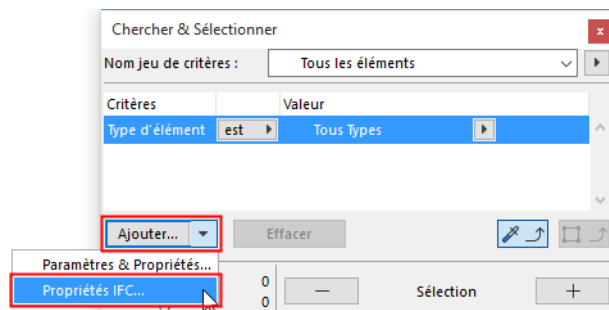 Chercher & Sélectionner
x
Nom jeu de critères : Tous les éléments
Critères Valeur
Type d'élément est Tous Types
Ajouter... Effacer
Paramètres & Propriétés...
Propriétés IFC...
0
0
Sélection